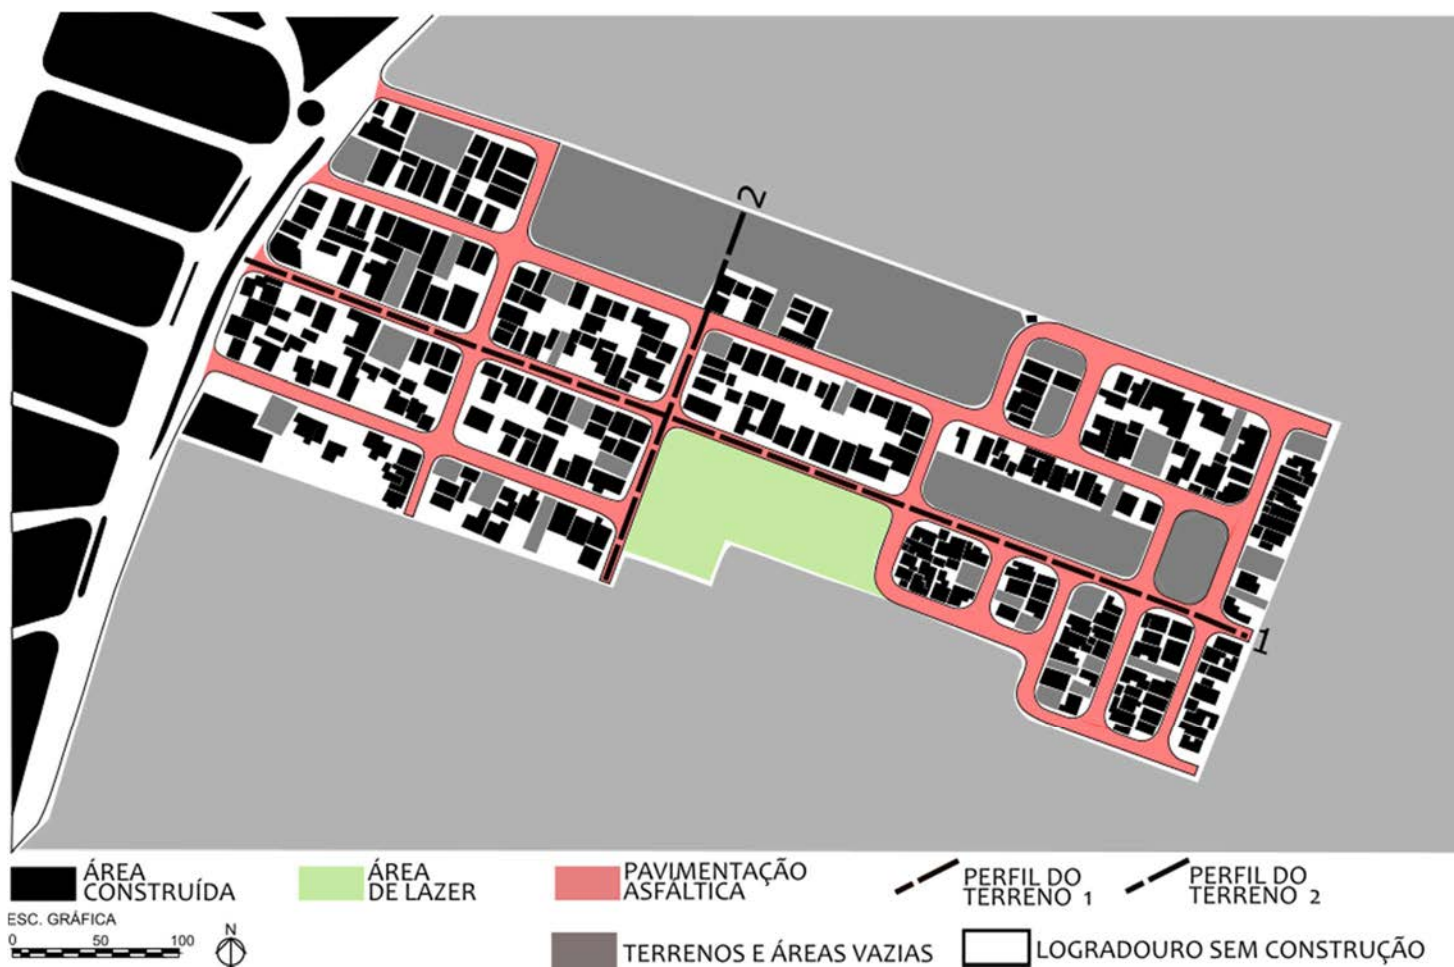 2
1
ÁREA
CONSTRUÍDA
ÁREA
DE LAZER
PAVIMENTAÇÃO
ASFÁLTICA
PERFIL DO
TERRENO 1
PERFIL DO
TERRENO 2
ESC. GRÁFICA
0 50 100
N
TERRENOS E ÁREAS VAZIAS
LOGRADOURO SEM CONSTRUÇÃO